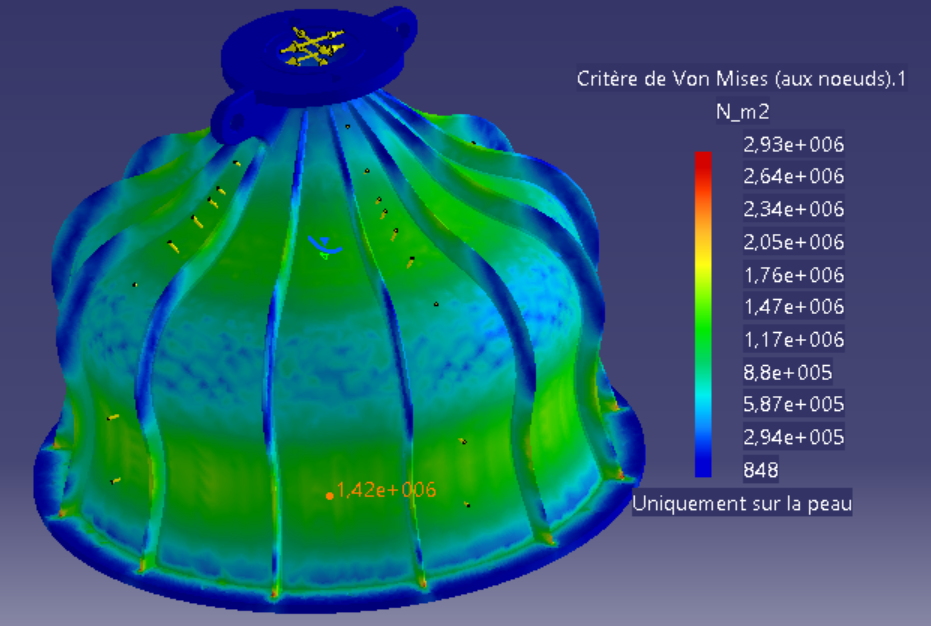 Critère de Von Mises (aux noeuds).1
N_m2
2,93e+006
2,64e+006
2,34e+006
2,05e+006
1,76e+006
1,47e+006
1,17e+006
8,8e+005
5,87e+005
2,94e+005
848
1,42e+006
Uniquement sur la peau